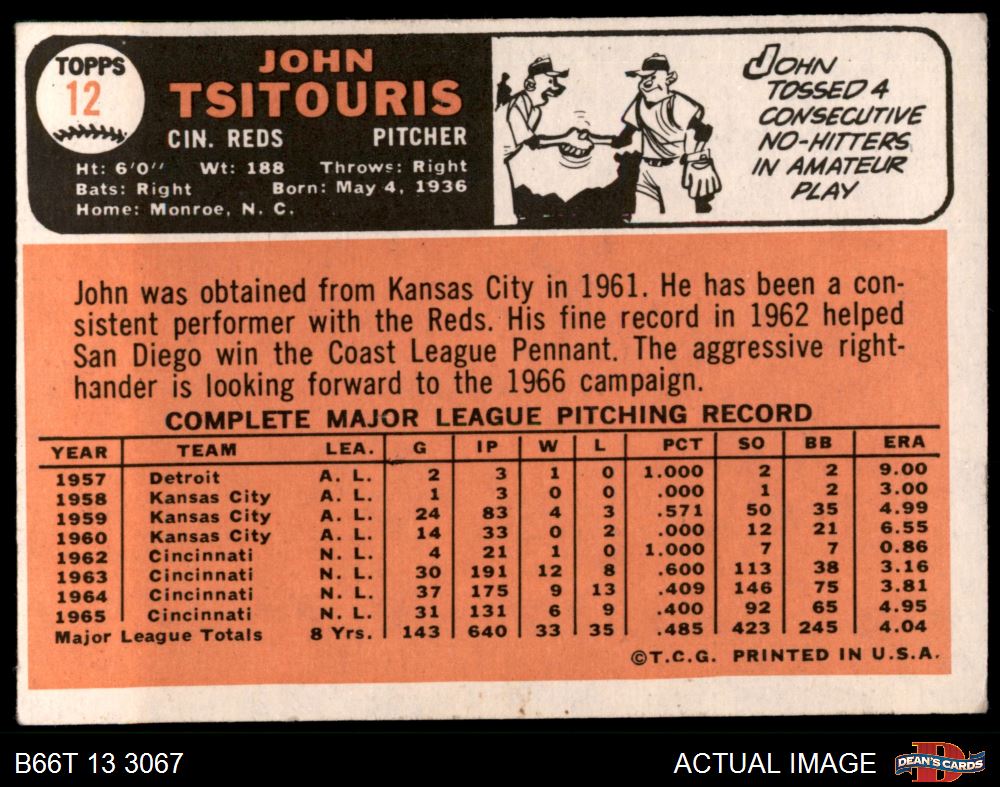 TOPPS
12
JOHN
TSITOURIS
CIN. REDS PITCHER
Ht: 6'0'' Wt: 188 Throws: Right
Bats: Right Born: May 4, 1936
Home: Monroe, N. C.
JOHN
TOSSED 4
CONSECUTIVE
NO-HITTERS
IN AMATEUR
PLAY
John was obtained from Kansas City in 1961. He has been a con-
sistent performer with the Reds. His fine record in 1962 helped
San Diego win the Coast League Pennant. The aggressive right-
hander is looking forward to the 1966 campaign.
COMPLETE MAJOR LEAGUE PITCHING RECORD
YEAR TEAM LEA. G IP W L PCT SO BB ERA
1957 Detroit A. L. 2 3 1 0 1.000 2 2 9.00
1958 Kansas City A. L. 1 3 0 0 .000 1 2 3.00
1959 Kansas City A. L. 24 83 4 3 .571 50 35 4.99
1960 Kansas City A. L. 14 33 0 2 .000 12 21 6.55
1962 Cincinnati N. L. 4 21 1 0 1.000 7 7 0.86
1963 Cincinnati N. L. 30 191 12 8 .600 113 38 3.16
1964 Cincinnati N. L. 37 175 9 13 .409 146 75 3.81
1965 Cincinnati N. L. 31 131 6 9 .400 92 65 4.95
Major League Totals 8 Yrs. 143 640 33 35 .485 423 245 4.04
©T.C.G. PRINTED IN U.S.A.
B66T 13 3067 ACTUAL IMAGE DEAN'S CARDS